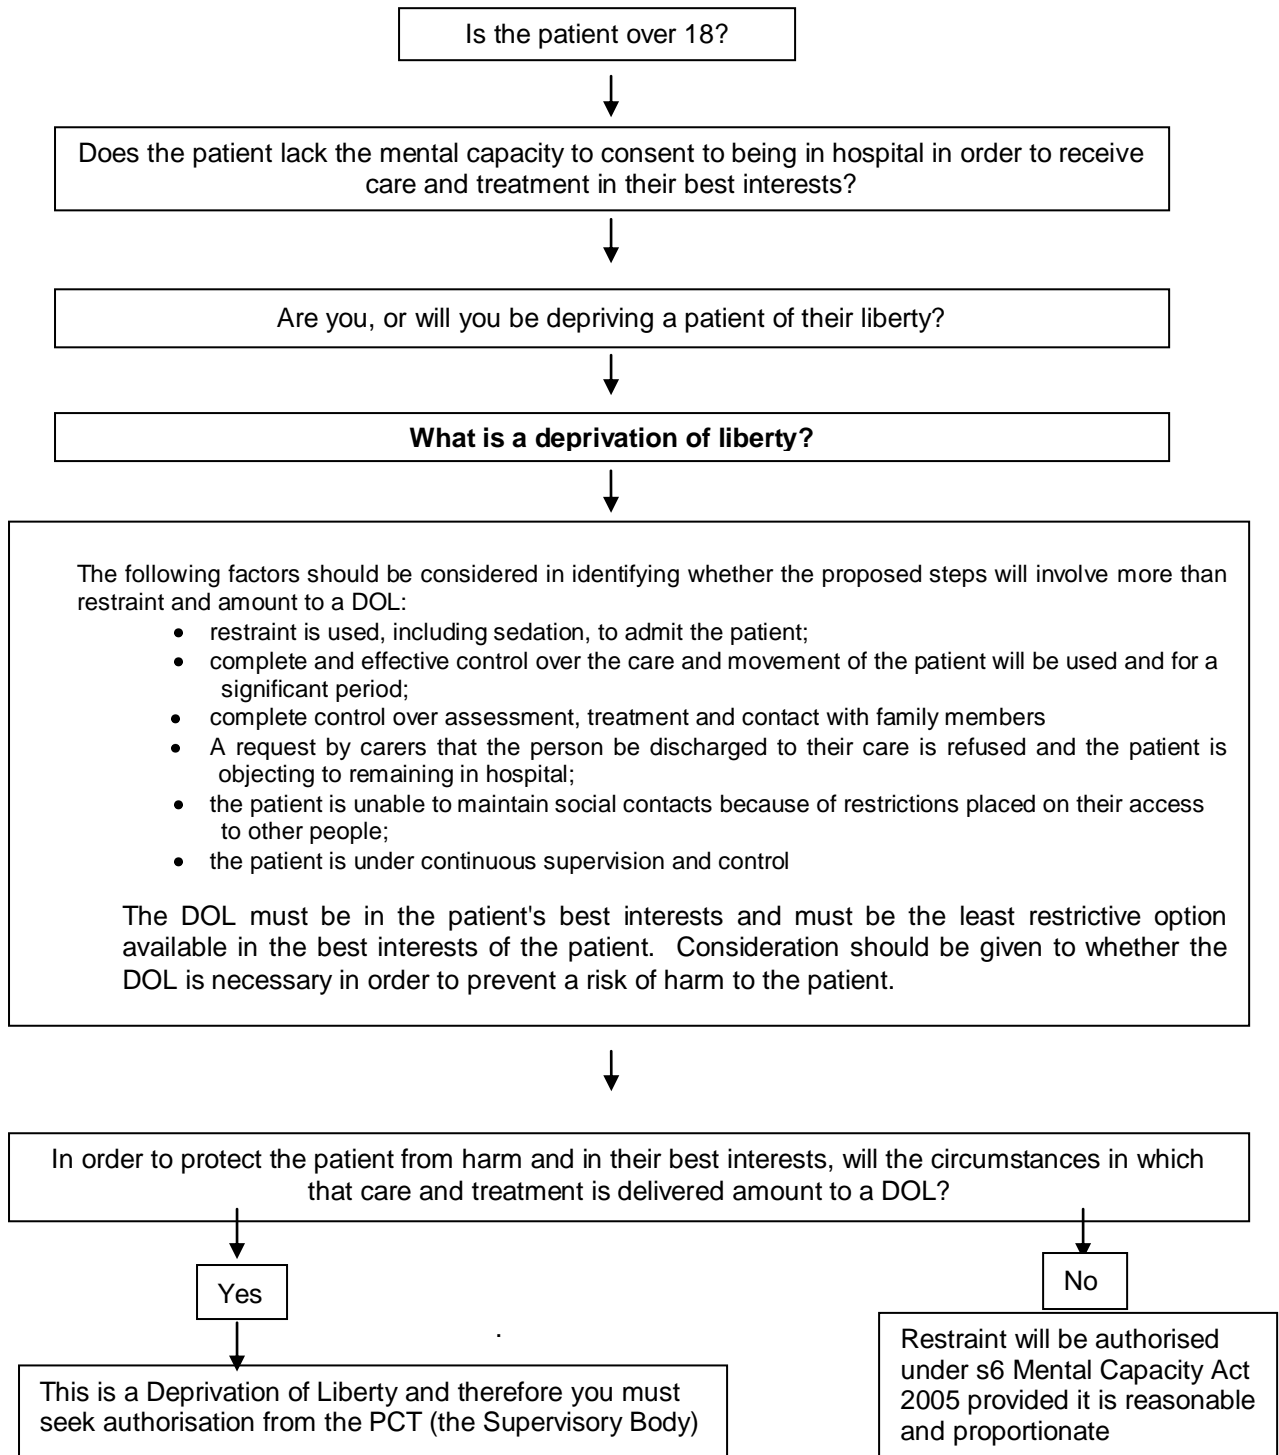 Is the patient over 18?
Does the patient lack the mental capacity to consent to being in hospital in order to receive
care and treatment in their best interests?
Are you, or will you be depriving a patient of their liberty?
What is a deprivation of liberty?
The following factors should be considered in identifying whether the proposed steps will involve more than
restraint and amount to a DOL:
• restraint is used, including sedation, to admit the patient;
• complete and effective control over the care and movement of the patient will be used and for a
significant period;
• complete control over assessment, treatment and contact with family members
• A request by carers that the person be discharged to their care is refused and the patient is
objecting to remaining in hospital;
• the patient is unable to maintain social contacts because of restrictions placed on their access
to other people;
• the patient is under continuous supervision and control
The DOL must be in the patient's best interests and must be the least restrictive option
available in the best interests of the patient. Consideration should be given to whether the
DOL is necessary in order to prevent a risk of harm to the patient.
In order to protect the patient from harm and in their best interests, will the circumstances in which
that care and treatment is delivered amount to a DOL?
Yes
No
.
This is a Deprivation of Liberty and therefore you must
seek authorisation from the PCT (the Supervisory Body)
Restraint will be authorised
under s6 Mental Capacity Act
2005 provided it is reasonable
and proportionate